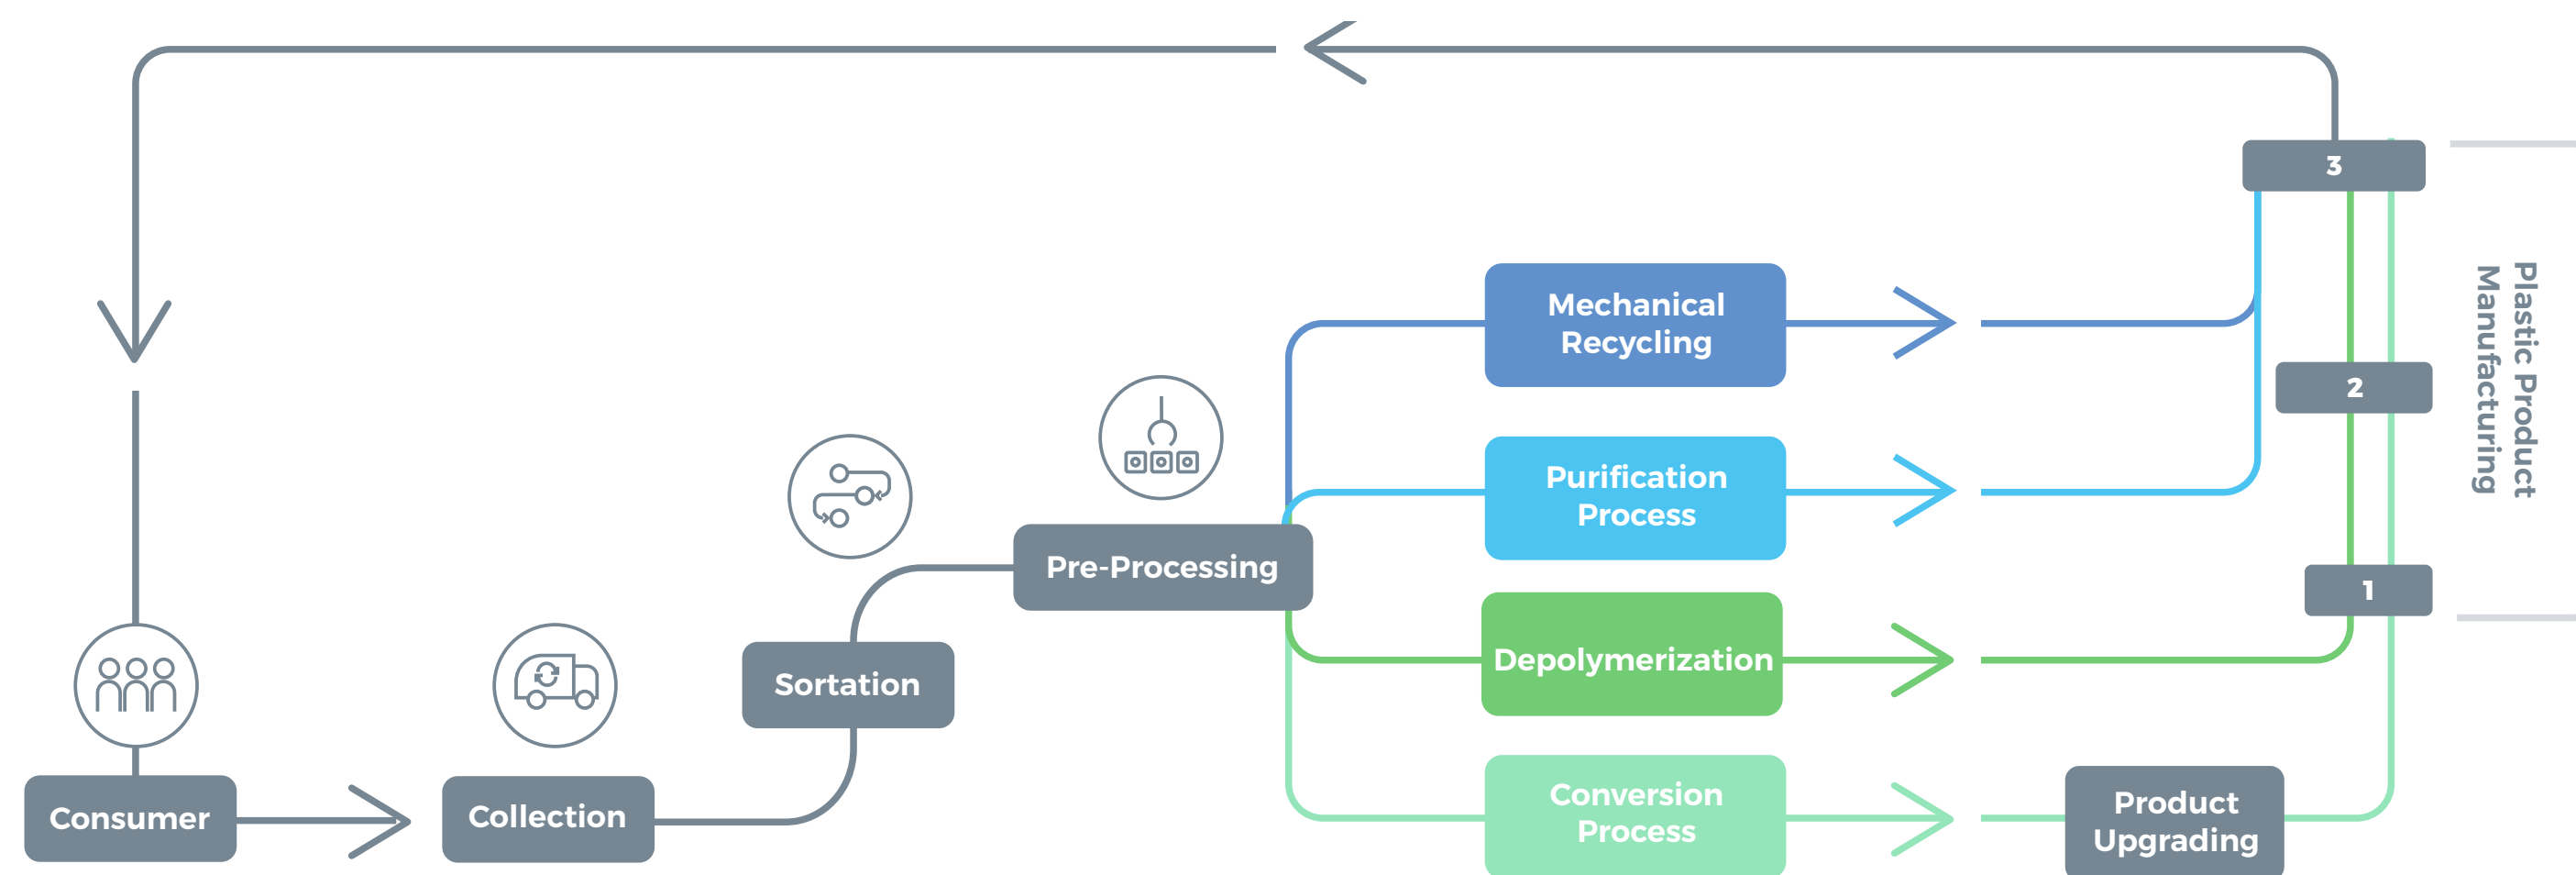 3
Mechanical
Recycling
Plastic Product
Manufacturing
2
Purification
Process
Pre-Processing
1
Depolymerization
Sortation
Conversion
Process
Product
Upgrading
Consumer
Collection